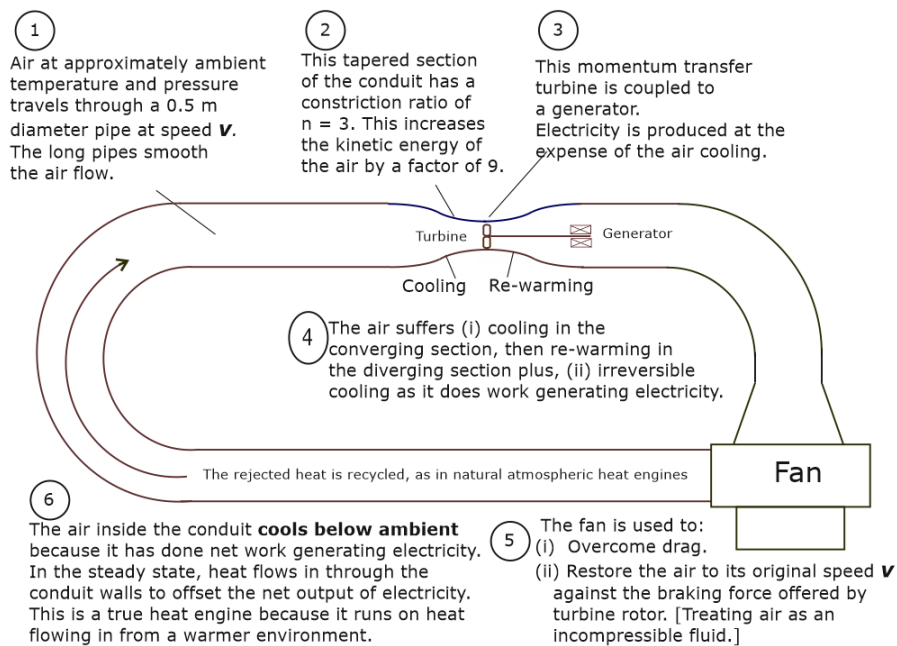 1
Air at approximately ambient
temperature and pressure
travels through a 0.5 m
diameter pipe at speed v.
The long pipes smooth
the air flow.
2
This tapered section
of the conduit has a
constriction ratio of
n = 3. This increases
the kinetic energy of
the air by a factor of 9.
3
This momentum transfer
turbine is coupled to
a generator.
Electricity is produced at the
expense of the air cooling.
Turbine
Generator
Cooling
Re-warming
4
The air suffers (i) cooling in the
converging section, then re-warming in
the diverging section plus, (ii) irreversible
cooling as it does work generating electricity.
The rejected heat is recycled, as in natural atmospheric heat engines
Fan
6
The air inside the conduit cools below ambient
because it has done net work generating electricity.
In the steady state, heat flows in through the
conduit walls to offset the net output of electricity.
This is a true heat engine because it runs on heat
flowing in from a warmer environment.
5
The fan is used to:
(i) Overcome drag.
(ii) Restore the air to its original speed v
against the braking force offered by
turbine rotor. [Treating air as an
incompressible fluid.]